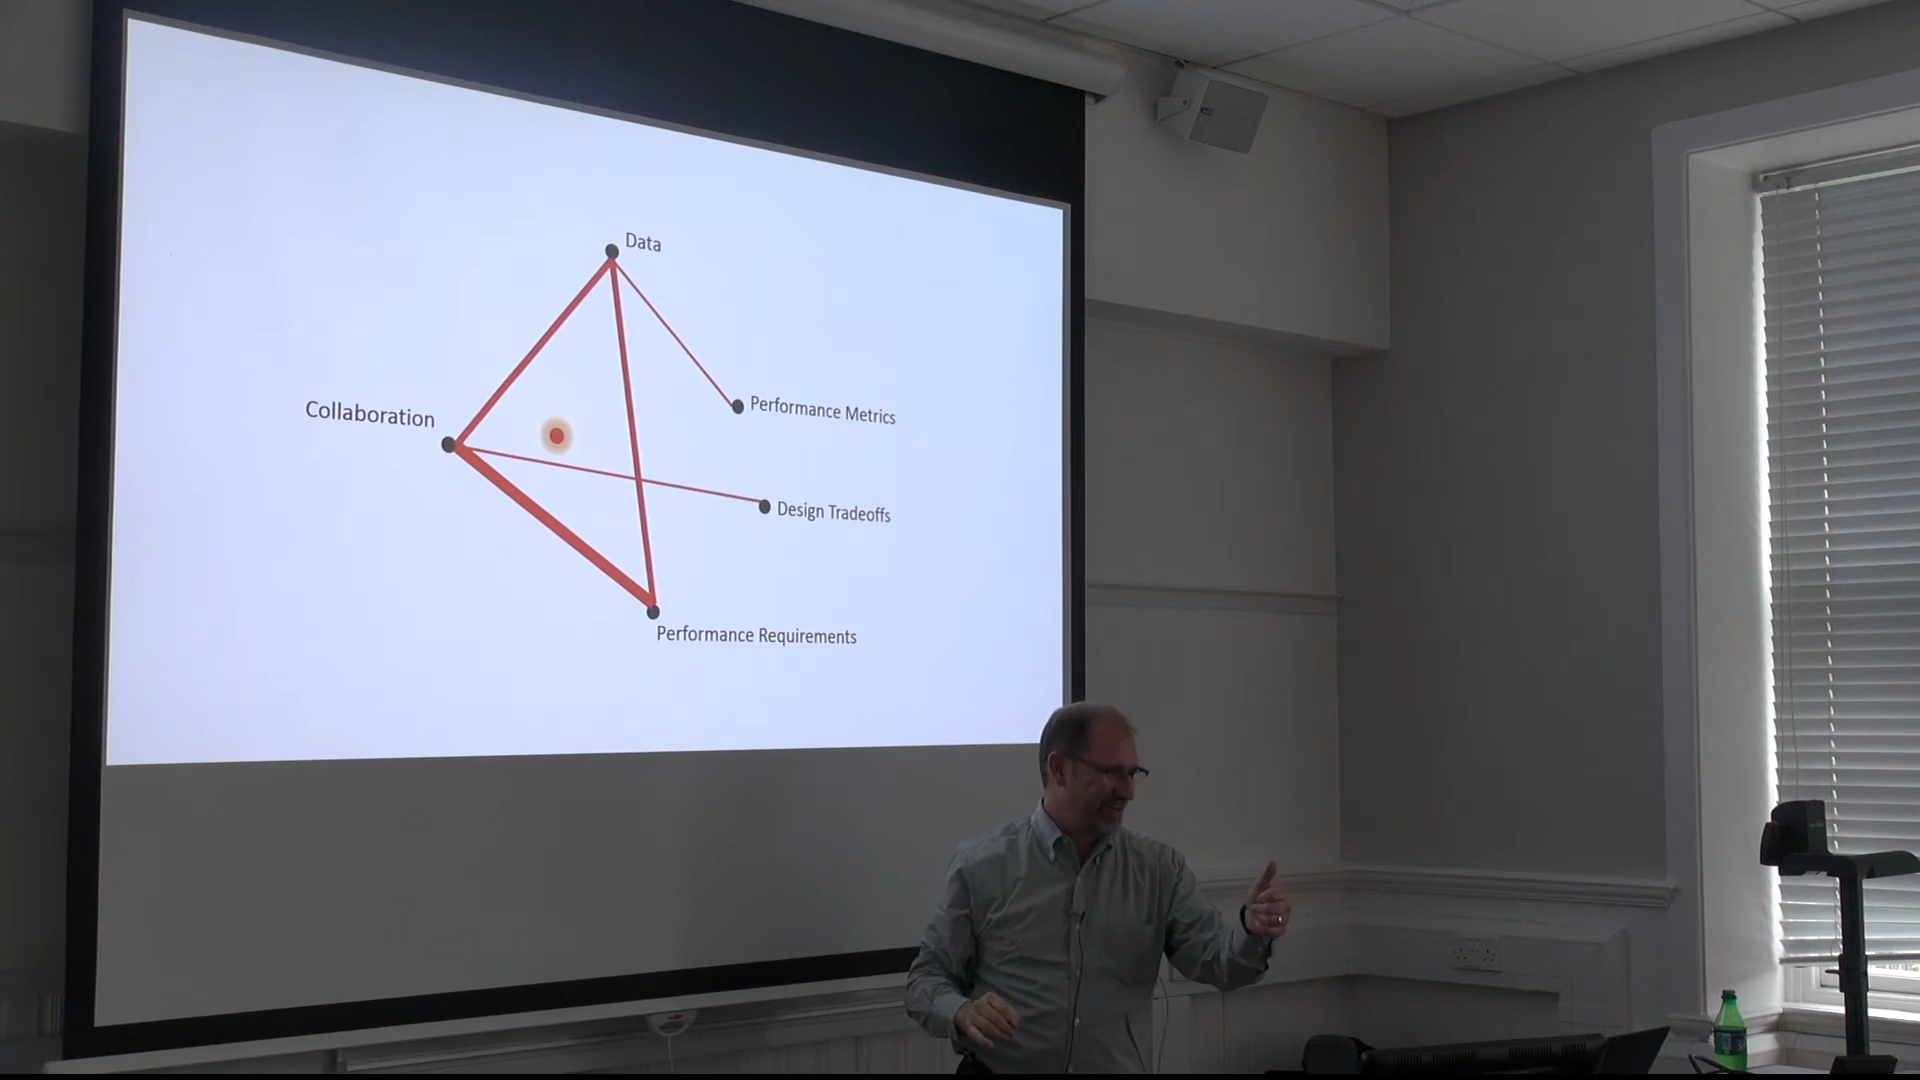 Data
Collaboration
Performance Metrics
Design Tradeoffs
Performance Requirements